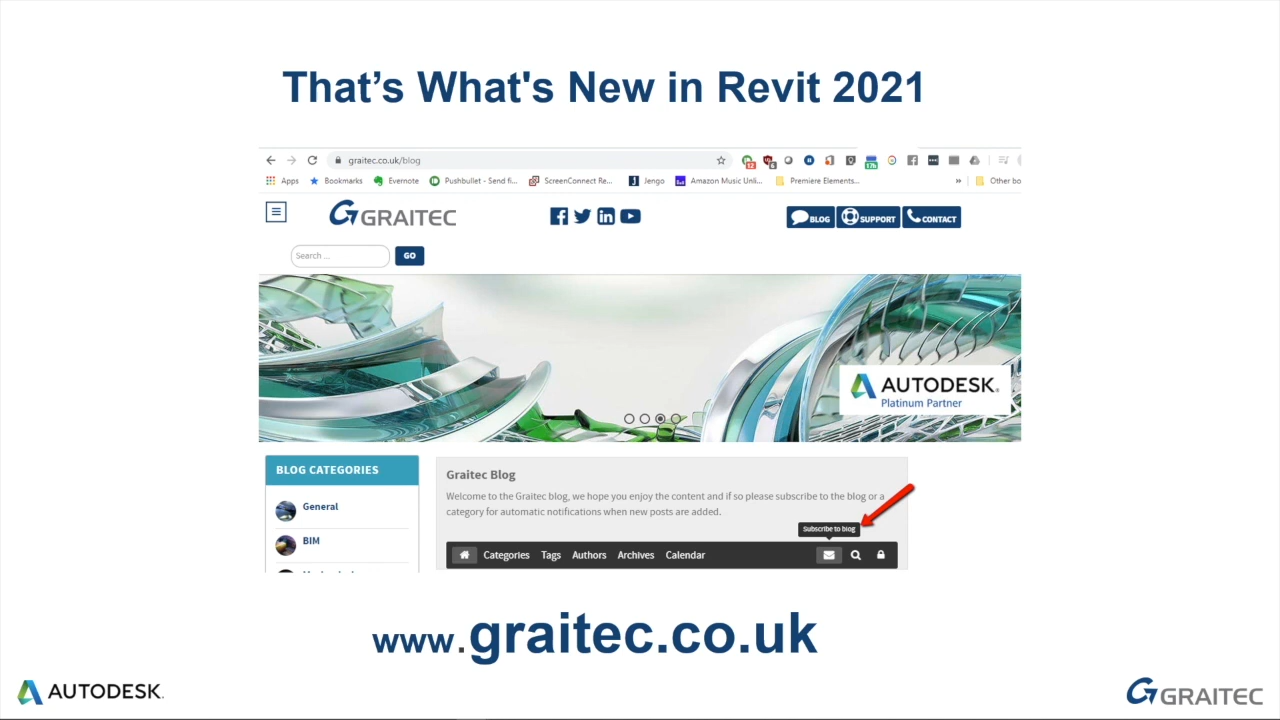 That’s What's New in Revit 2021
graitec.co.uk/blog
12
6
17h
Apps
Bookmarks
Evernote
Pushbullet - Send fi...
ScreenConnect Re...
Jengo
Amazon Music Unli...
Premiere Elements...
»
Other bo
GRAITEC
BLOG
SUPPORT
CONTACT
Search ...
GO
AUTODESK.
Platinum Partner
BLOG CATEGORIES
General
BIM
Graitec Blog
Welcome to the Graitec blog, we hope you enjoy the content and if so please subscribe to the blog or a
category for automatic notifications when new posts are added.
Subscribe to blog
Categories Tags Authors Archives Calendar
www.graitec.co.uk
AUTODESK.
GRAITEC